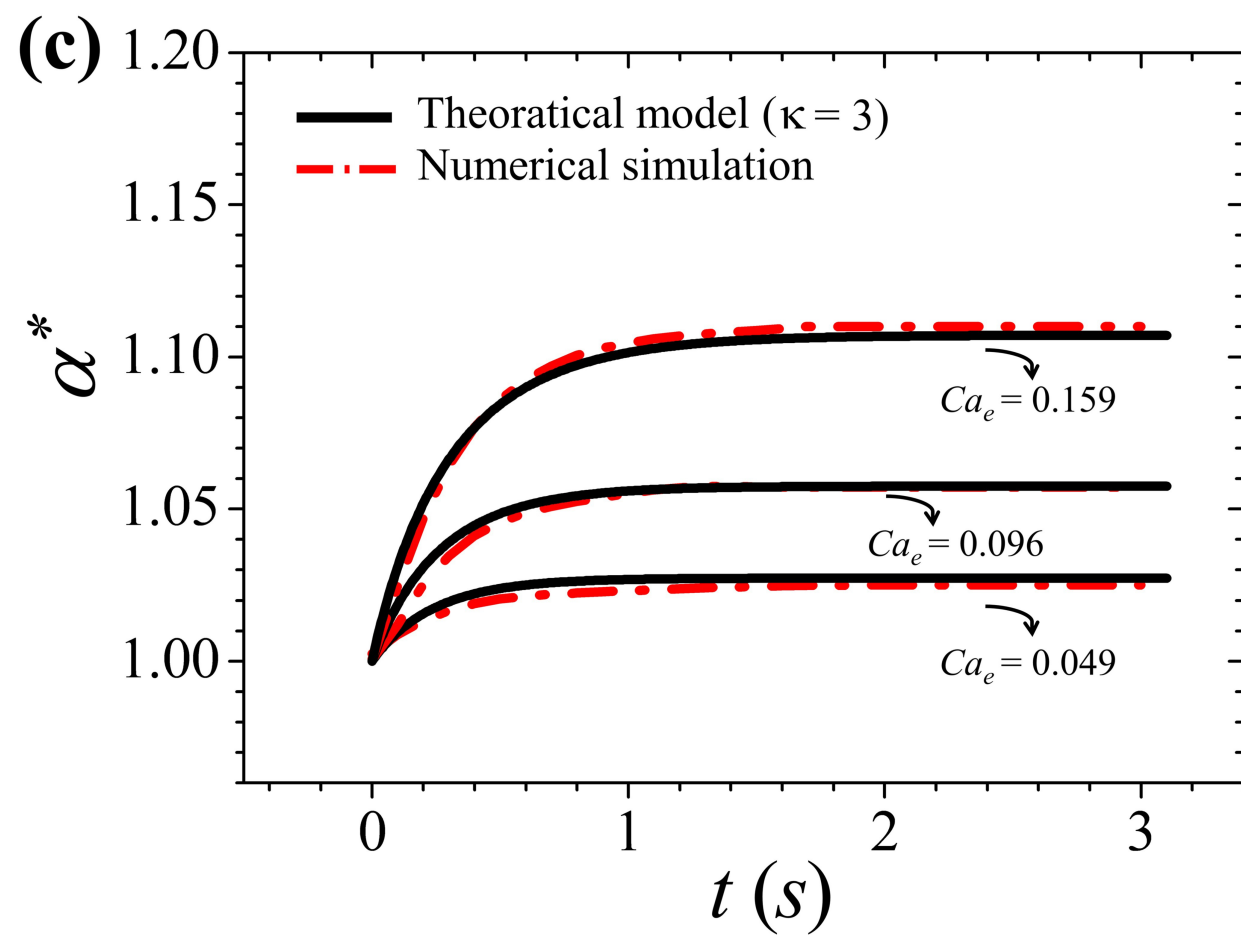 (c)
1.20
1.15
1.10
1.05
1.00
α*
Theoratical model (κ = 3)
Numerical simulation
Ca_e = 0.159
Ca_e = 0.096
Ca_e = 0.049
0 1 2 3
t (s)